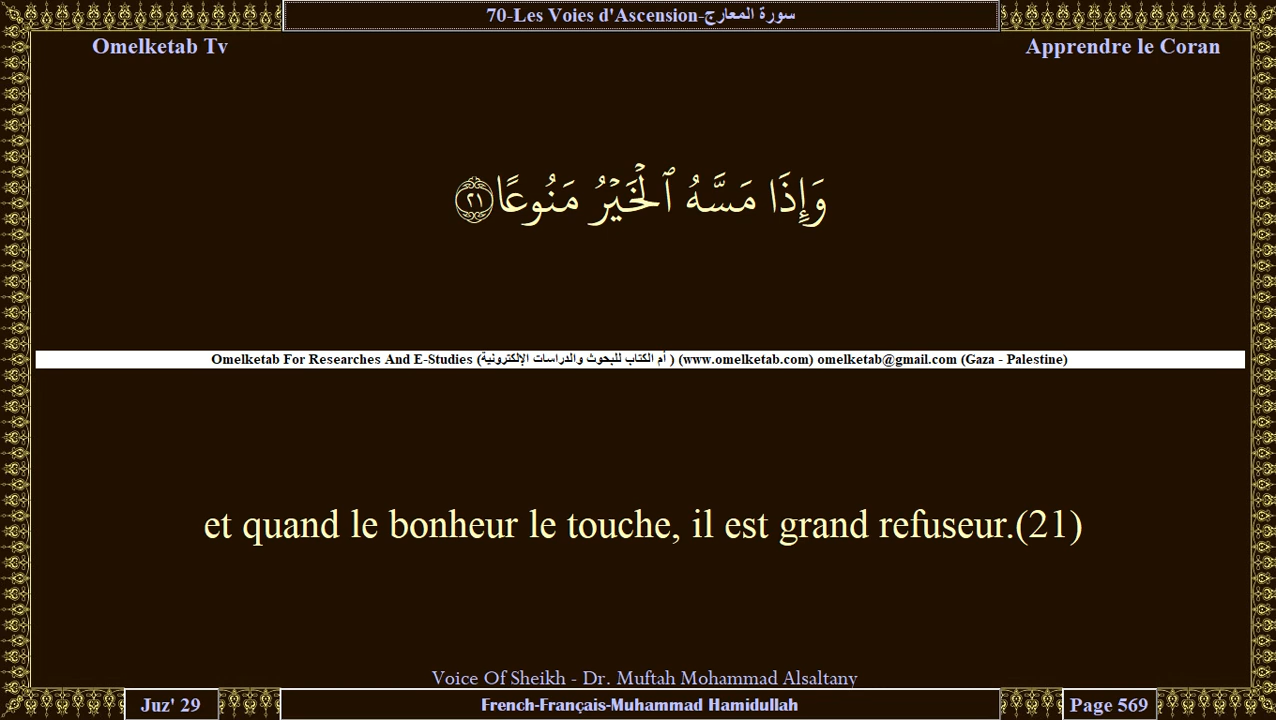 70-Les Voies d'Ascension-سورة المعارج
Omelketab Tv
Apprendre le Coran
وَإِذَا مَسَّهُ ٱلْخَيْرُ مَنُوعًا ٢١
Omelketab For Researches And E-Studies (أم الكتاب للبحوث والدراسات الإلكترونية ) (www.omelketab.com) omelketab@gmail.com (Gaza - Palestine)
et quand le bonheur le touche, il est grand refuseur.(21)
Voice Of Sheikh - Dr. Muftah Mohammad Alsaltany
Juz' 29
French-Français-Muhammad Hamidullah
Page 569